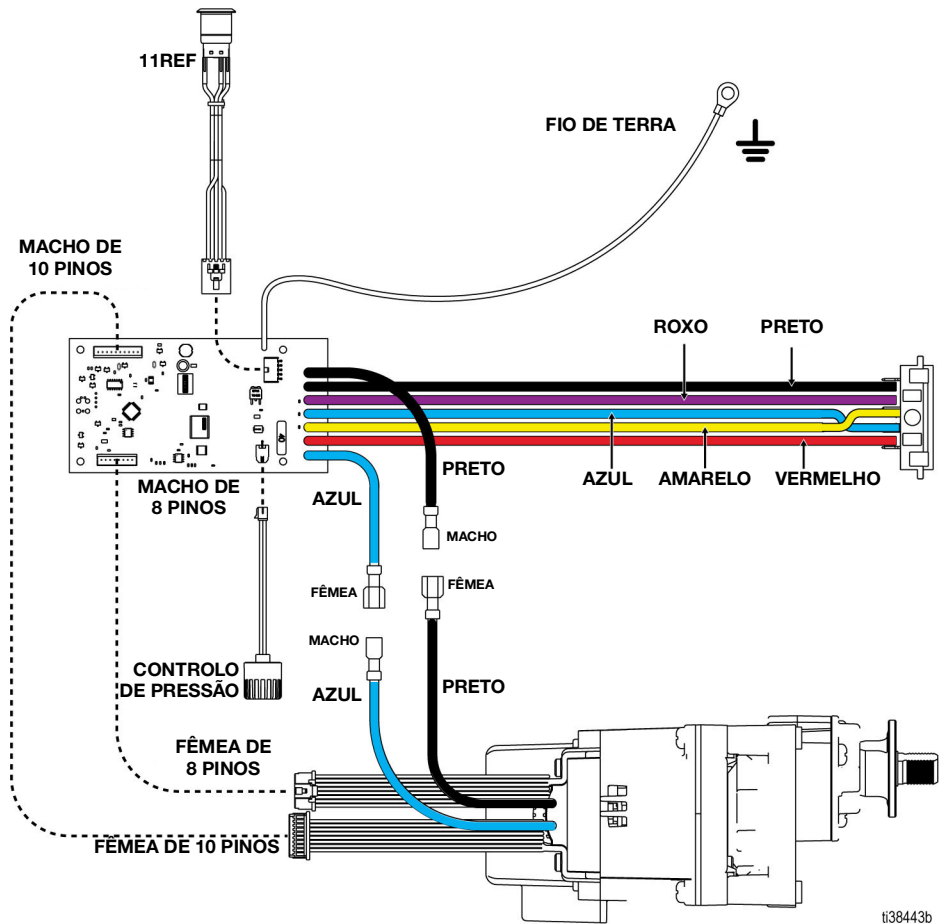 11REF
FIO DE TERRA
MACHO DE
10 PINOS
ROXO
PRETO
AZUL
AMARELO
VERMELHO
MACHO DE
8 PINOS
PRETO
AZUL
MACHO
FÊMEA
FÊMEA
MACHO
CONTROLO
DE PRESSÃO
AZUL
PRETO
FÊMEA DE
8 PINOS
FÊMEA DE 10 PINOS
ti38443b